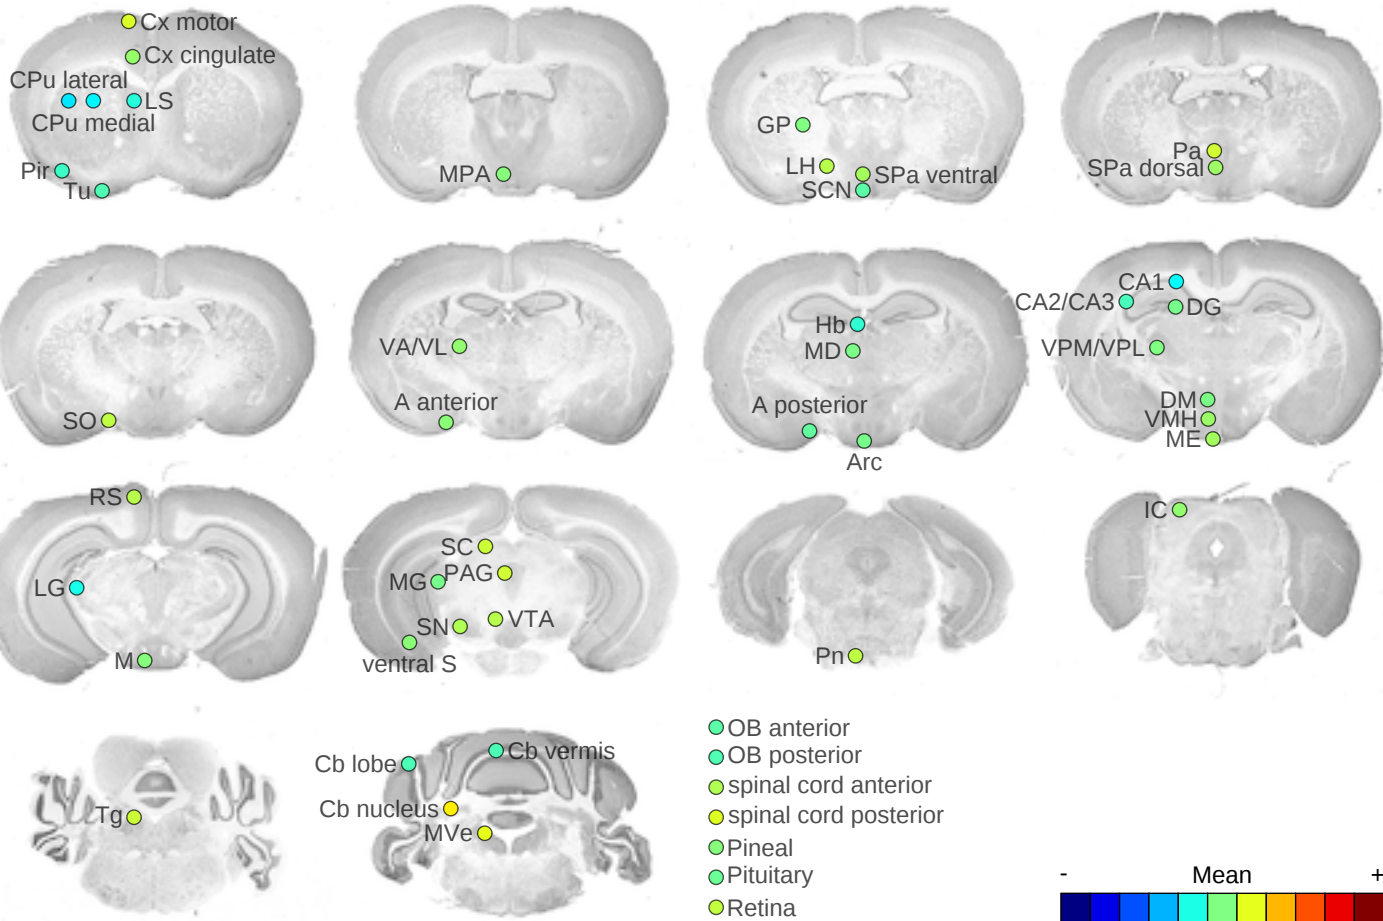 Cx motor
Cx cingulate
CPu lateral
LS
CPu medial
Pir
Tu
MPA
GP
LH
SPa ventral
SCN
Pa
SPa dorsal
SO
VA/VL
A anterior
Hb
MD
A posterior
Arc
CA1
CA2/CA3
DG
VPM/VPL
DM
VMH
ME
RS
LG
M
SC
PAG
MG
VTA
SN
ventral S
Pn
IC
Tg
Cb vermis
Cb lobe
Cb nucleus
MVe
OB anterior
OB posterior
spinal cord anterior
spinal cord posterior
Pineal
Pituitary
Retina
- Mean +